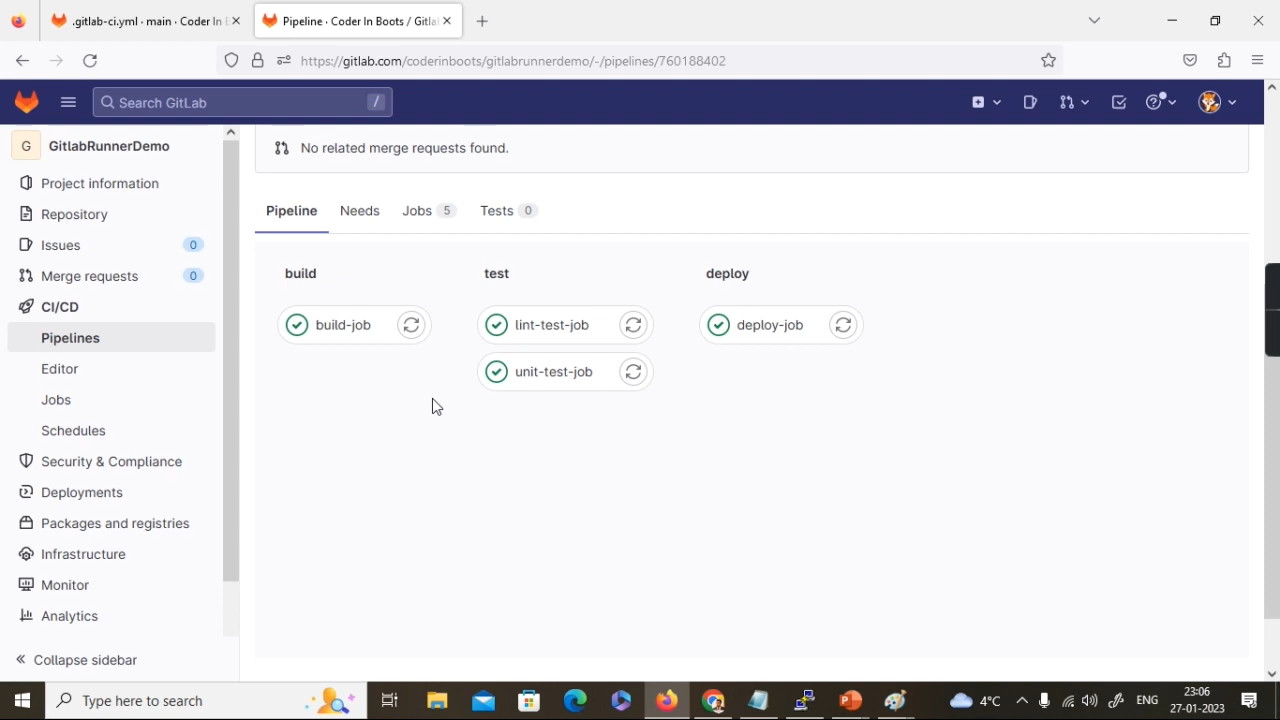 .gitlab-ci.yml · main · Coder In B
Pipeline · Coder In Boots / Gitla
https://gitlab.com/coderinboots/gitlabrunnerdemo/-/pipelines/760188402
Search GitLab /
G GitlabRunnerDemo
Project information
Repository
Issues 0
Merge requests 0
CI/CD
Pipelines
Editor
Jobs
Schedules
Security & Compliance
Deployments
Packages and registries
Infrastructure
Monitor
Analytics
Collapse sidebar
No related merge requests found.
Pipeline Needs Jobs 5 Tests 0
build test deploy
build-job lint-test-job deploy-job
unit-test-job
Type here to search
4°C
ENG
23:06
27-01-2023